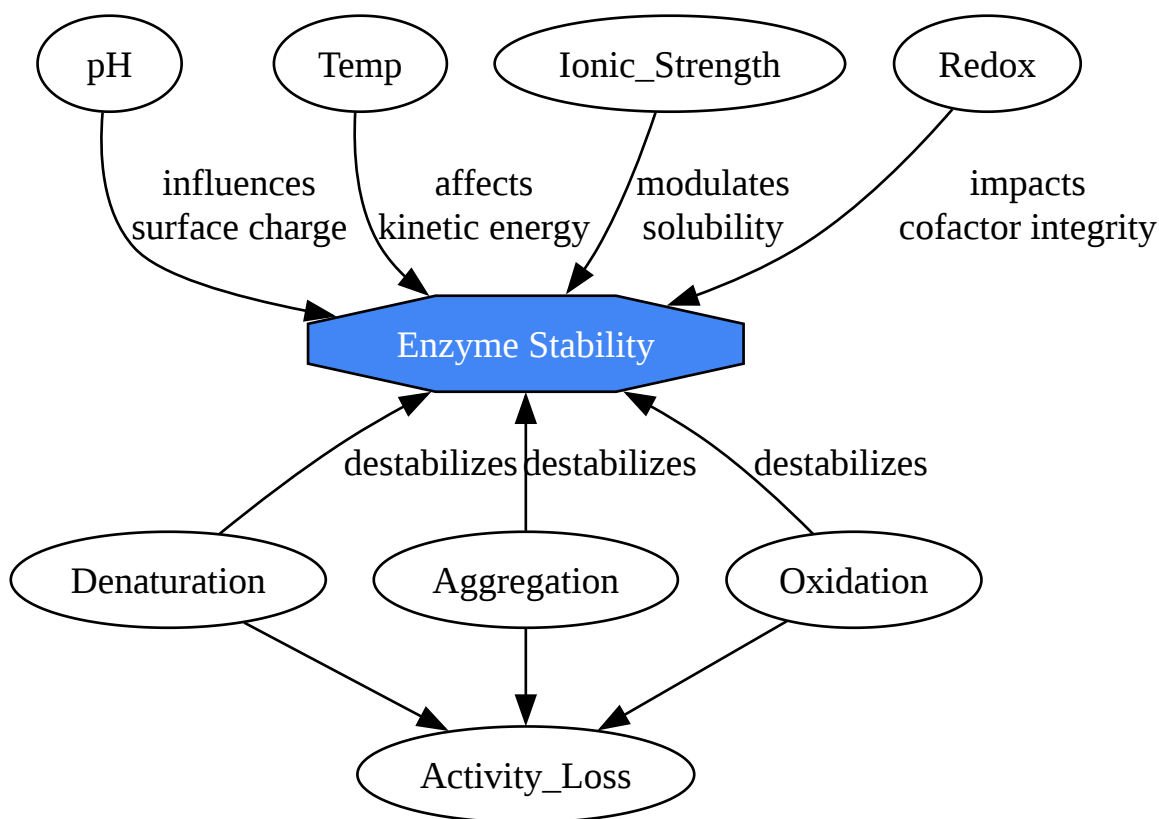 pH
Temp
Ionic_Strength
Redox
influences
surface charge
affects
kinetic energy
modulates
solubility
impacts
cofactor integrity
Enzyme Stability
destabilizes
destabilizes
destabilizes
Denaturation
Aggregation
Oxidation
Activity_Loss